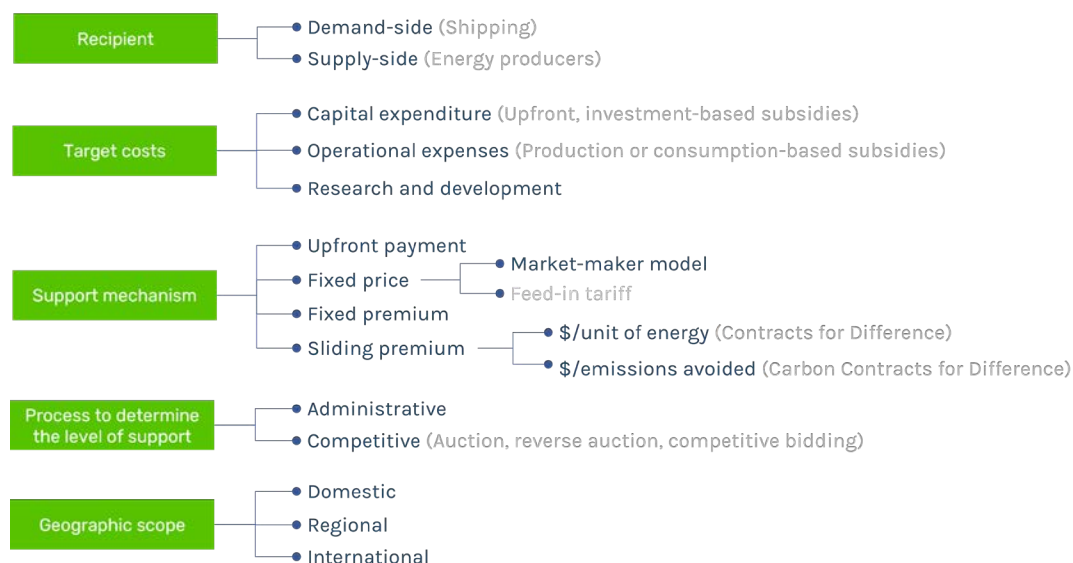 Recipient
Demand-side (Shipping)
Supply-side (Energy producers)
Target costs
Capital expenditure (Upfront, investment-based subsidies)
Operational expenses (Production or consumption-based subsidies)
Research and development
Support mechanism
Upfront payment
Fixed price
Market-maker model
Feed-in tariff
Fixed premium
Sliding premium
$/unit of energy (Contracts for Difference)
$/emissions avoided (Carbon Contracts for Difference)
Process to determine
the level of support
Administrative
Competitive (Auction, reverse auction, competitive bidding)
Geographic scope
Domestic
Regional
International